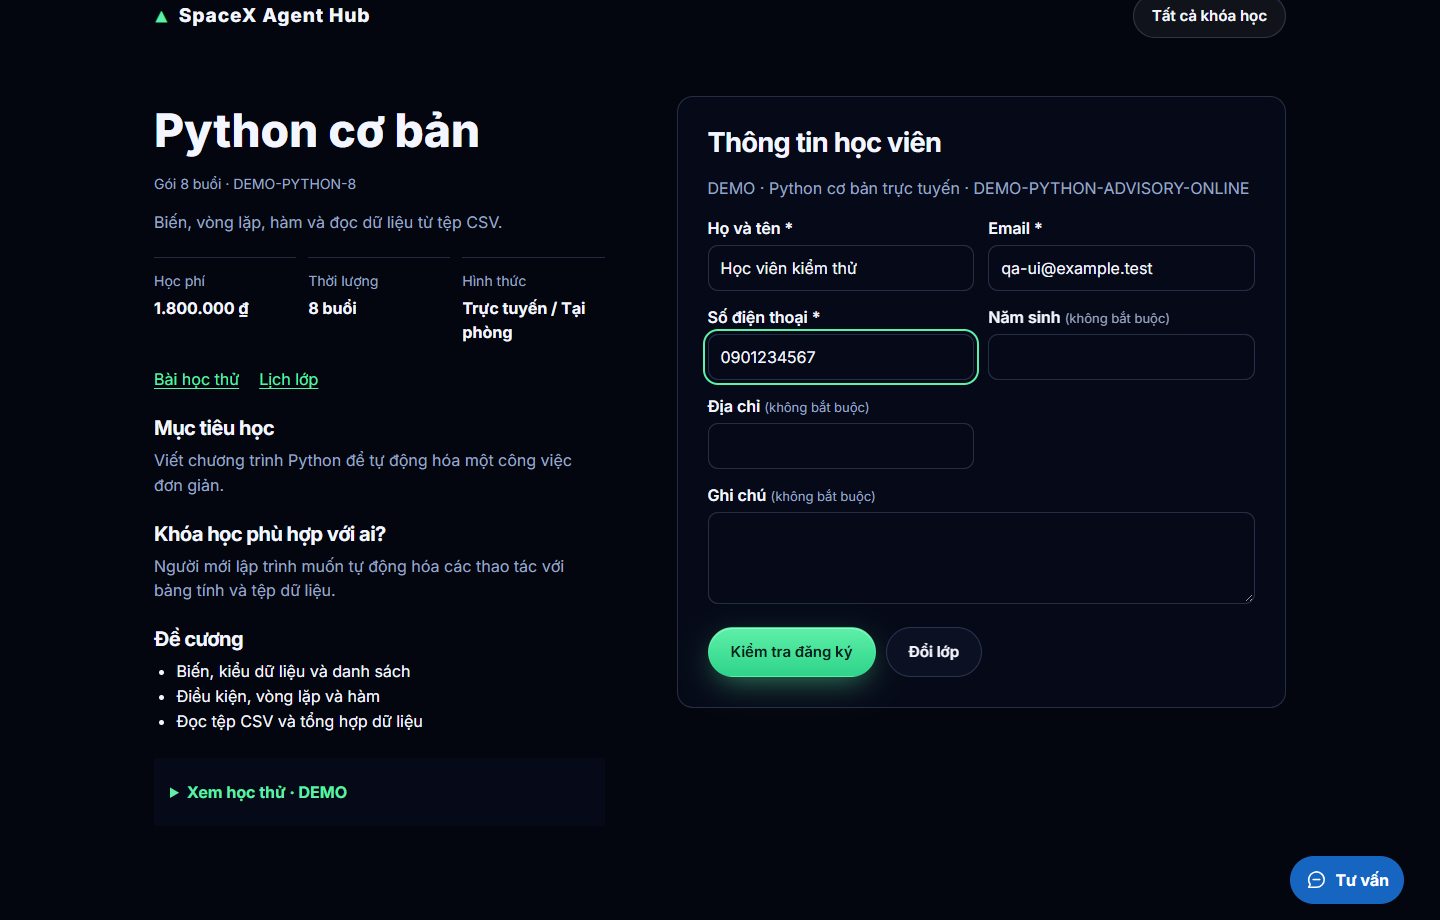 SpaceX Agent Hub
Tất cả khóa học
Python cơ bản
Gói 8 buổi · DEMO-PYTHON-8
Biến, vòng lặp, hàm và đọc dữ liệu từ tệp CSV.
Học phí
1.800.000 ₫
Thời lượng
8 buổi
Hình thức
Trực tuyến / Tại
phòng
Bài học thử
Lịch lớp
Mục tiêu học
Viết chương trình Python để tự động hóa một công việc
đơn giản.
Khóa học phù hợp với ai?
Người mới lập trình muốn tự động hóa các thao tác với
bảng tính và tệp dữ liệu.
Đề cương
• Biến, kiểu dữ liệu và danh sách
• Điều kiện, vòng lặp và hàm
• Đọc tệp CSV và tổng hợp dữ liệu
Xem học thử · DEMO
Thông tin học viên
DEMO · Python cơ bản trực tuyến · DEMO-PYTHON-ADVISORY-ONLINE
Họ và tên *
Học viên kiểm thử
Email *
qa-ui@example.test
Số điện thoại *
0901234567
Năm sinh (không bắt buộc)
Địa chỉ (không bắt buộc)
Ghi chú (không bắt buộc)
Kiểm tra đăng ký
Đổi lớp
Tư vấn